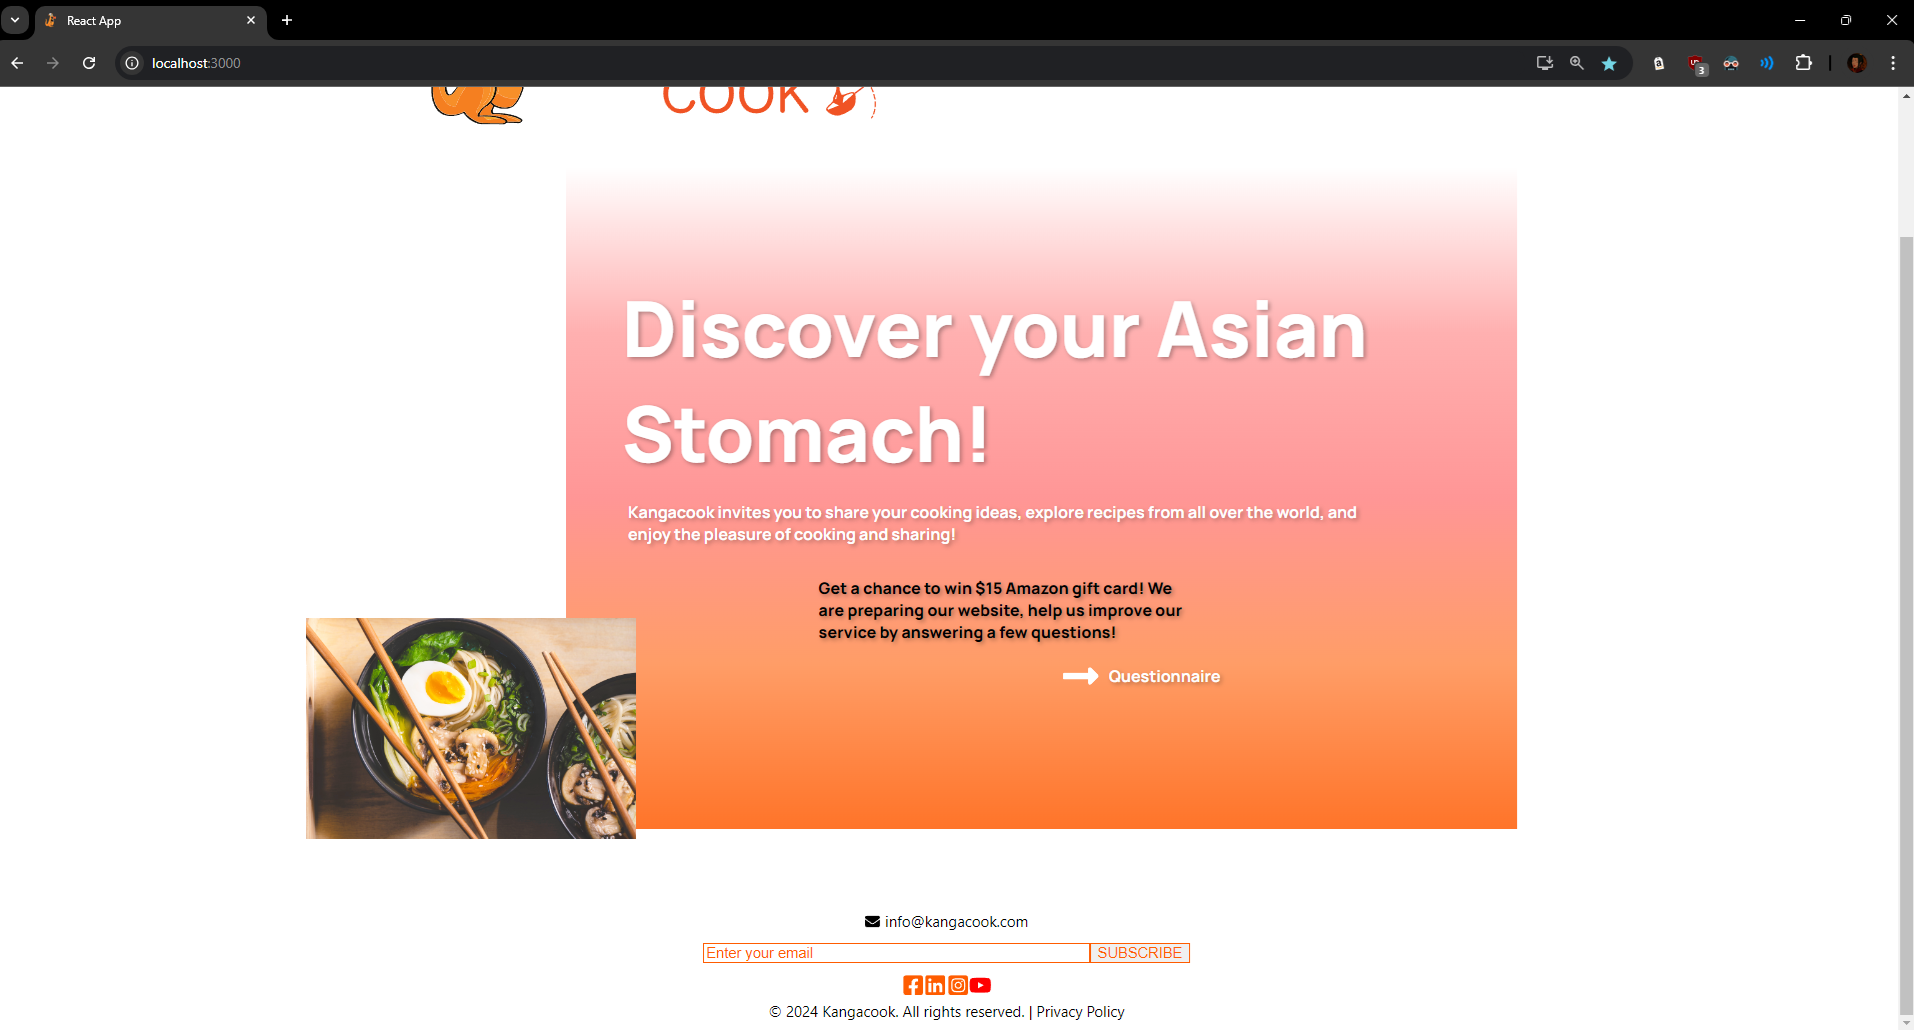 React App
localhost:3000
3
COOK
Discover your Asian
Stomach!
Kangacook invites you to share your cooking ideas, explore recipes from all over the world, and
enjoy the pleasure of cooking and sharing!
Get a chance to win $15 Amazon gift card! We
are preparing our website, help us improve our
service by answering a few questions!
Questionnaire
info@kangacook.com
Enter your email SUBSCRIBE
© 2024 Kangacook. All rights reserved. | Privacy Policy